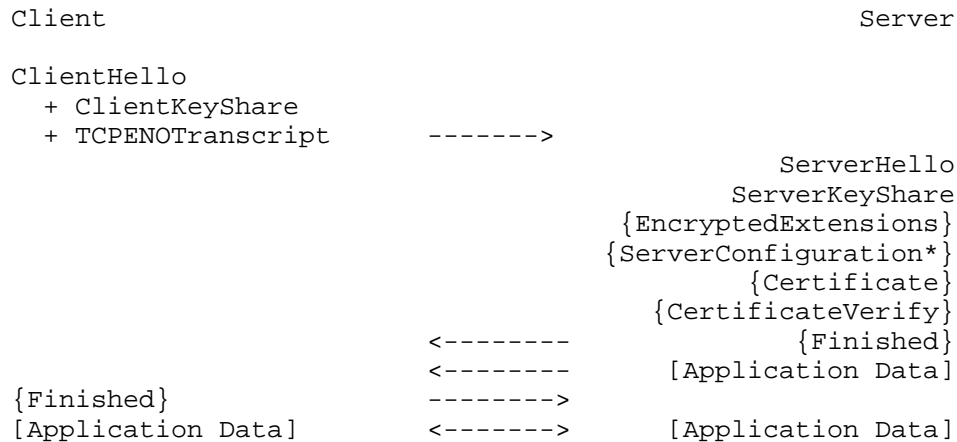 Client                                                Server

ClientHello
  + ClientKeyShare
  + TCPENOTranscript      ------->
                                                 ServerHello
                                              ServerKeyShare
                                       {EncryptedExtensions}
                                      {ServerConfiguration*}
                                               {Certificate}
                                         {CertificateVerify}
                          <--------               {Finished}
                          <--------       [Application Data]
{Finished}                -------->
[Application Data]        <------->       [Application Data]